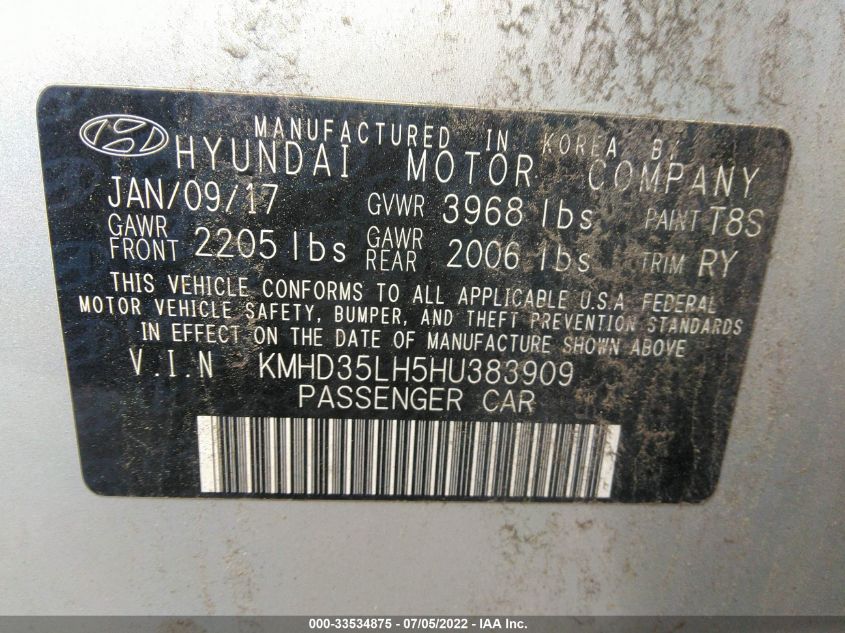 MANUFACTURED IN KOREA BY
HYUNDAI MOTOR COMPANY
JAN/09/17 GVWR 3968 lbs PAINT T8S
GAWR FRONT 2205 lbs GAWR REAR 2006 lbs TRIM RY
THIS VEHICLE CONFORMS TO ALL APPLICABLE U.S.A. FEDERAL
MOTOR VEHICLE SAFETY, BUMPER, AND THEFT PREVENTION STANDARDS
IN EFFECT ON THE DATE OF MANUFACTURE SHOWN ABOVE
V.I.N KMHD35LH5HU383909
PASSENGER CAR
000-33534875 - 07/05/2022 - IAA Inc.